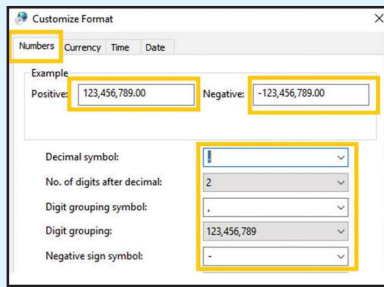 Customize Format
Numbers Currency Time Date
Example
Positive: 123,456,789.00 Negative: -123,456,789.00
Decimal symbol: .
No. of digits after decimal: 2
Digit grouping symbol: ,
Digit grouping: 123,456,789
Negative sign symbol: -